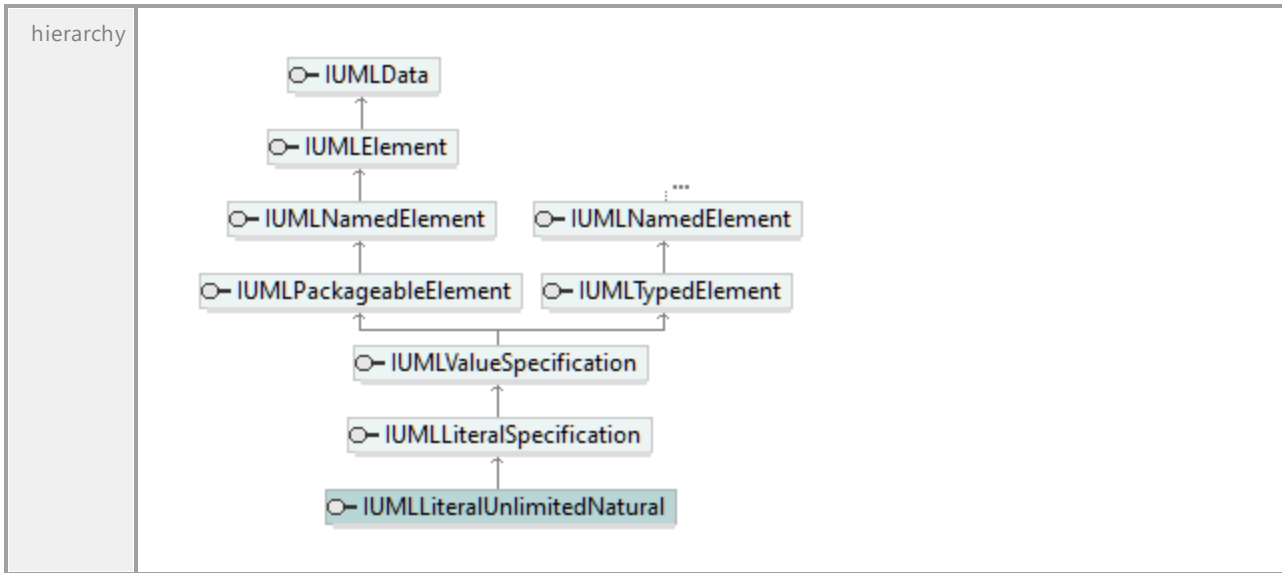 hierarchy
IUMLData
IUMLElement
...
IUMLNamedElement IUMLNamedElement
IUMLPackageableElement IUMLTypedElement
IUMLValueSpecification
IUMLLiteralSpecification
IUMLLiteralUnlimitedNatural